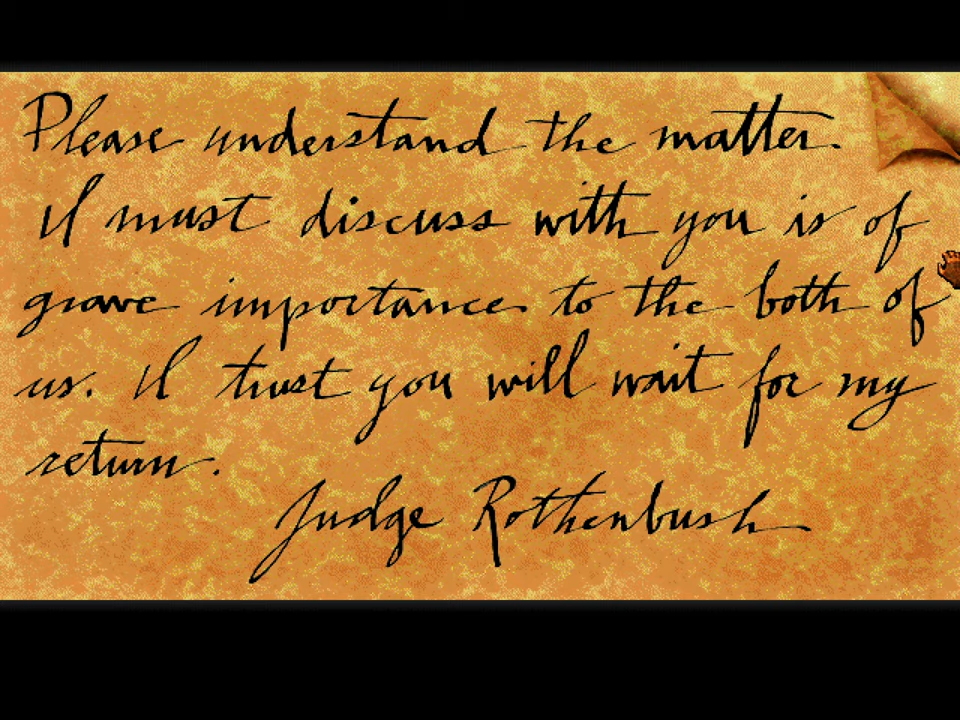 Please understand the matter.
I must discuss with you is of
grave importance to the both of
us. I trust you will wait for my
return.
Judge Rothenbush